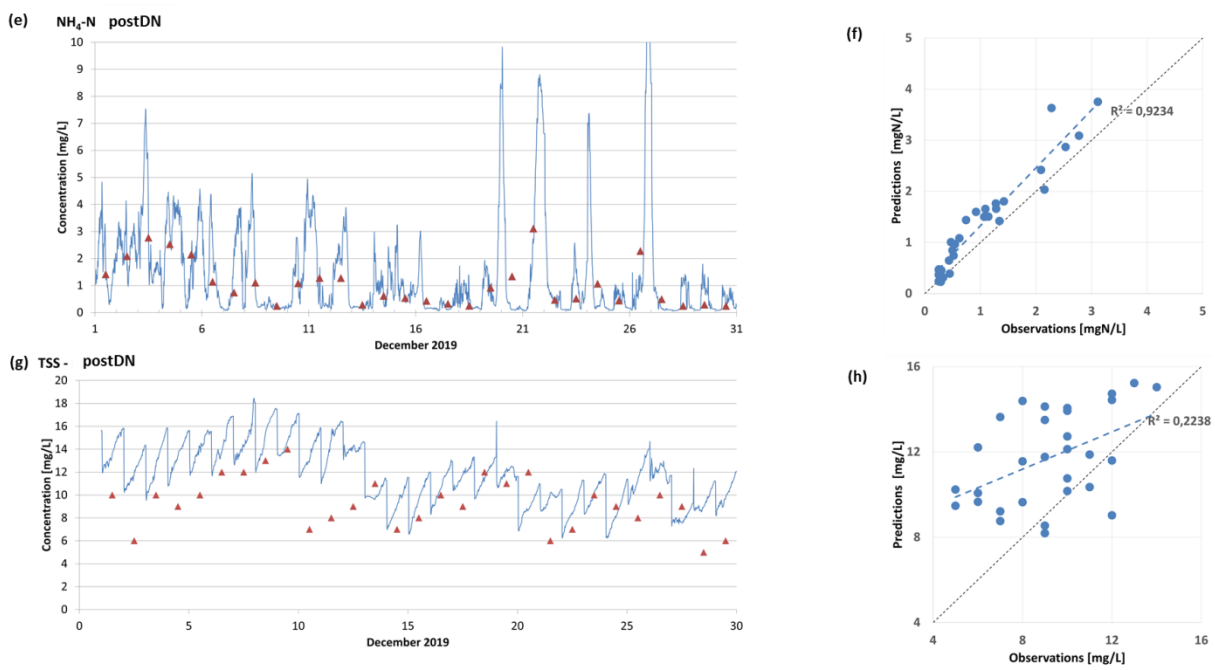 (e) NH4-N postDN
Concentration [mg/L]
10
9
8
7
6
5
4
3
2
1
0
1 6 11 16 21 26 31
December 2019
(f)
Predictions [mgN/L]
5
4
3
2
1
0
R² = 0,9234
0 1 2 3 4 5
Observations [mgN/L]
(g) TSS - postDN
Concentration [mg/L]
20
18
16
14
12
10
8
6
4
2
0
0 5 10 15 20 25 30
December 2019
(h)
Predictions [mg/L]
16
12
8
4
R² = 0,2238
4 8 12 16
Observations [mg/L]